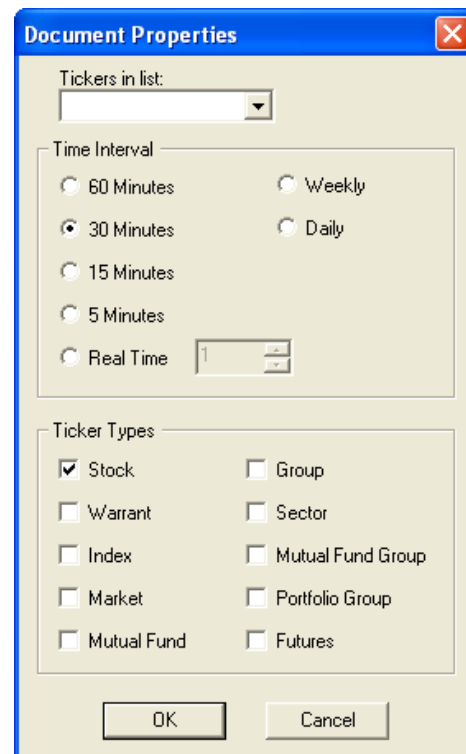 Document Properties
Tickers in list:
Time Interval
60 Minutes
Weekly
30 Minutes
Daily
15 Minutes
5 Minutes
Real Time
1
Ticker Types
Stock
Group
Warrant
Sector
Index
Mutual Fund Group
Market
Portfolio Group
Mutual Fund
Futures
OK
Cancel